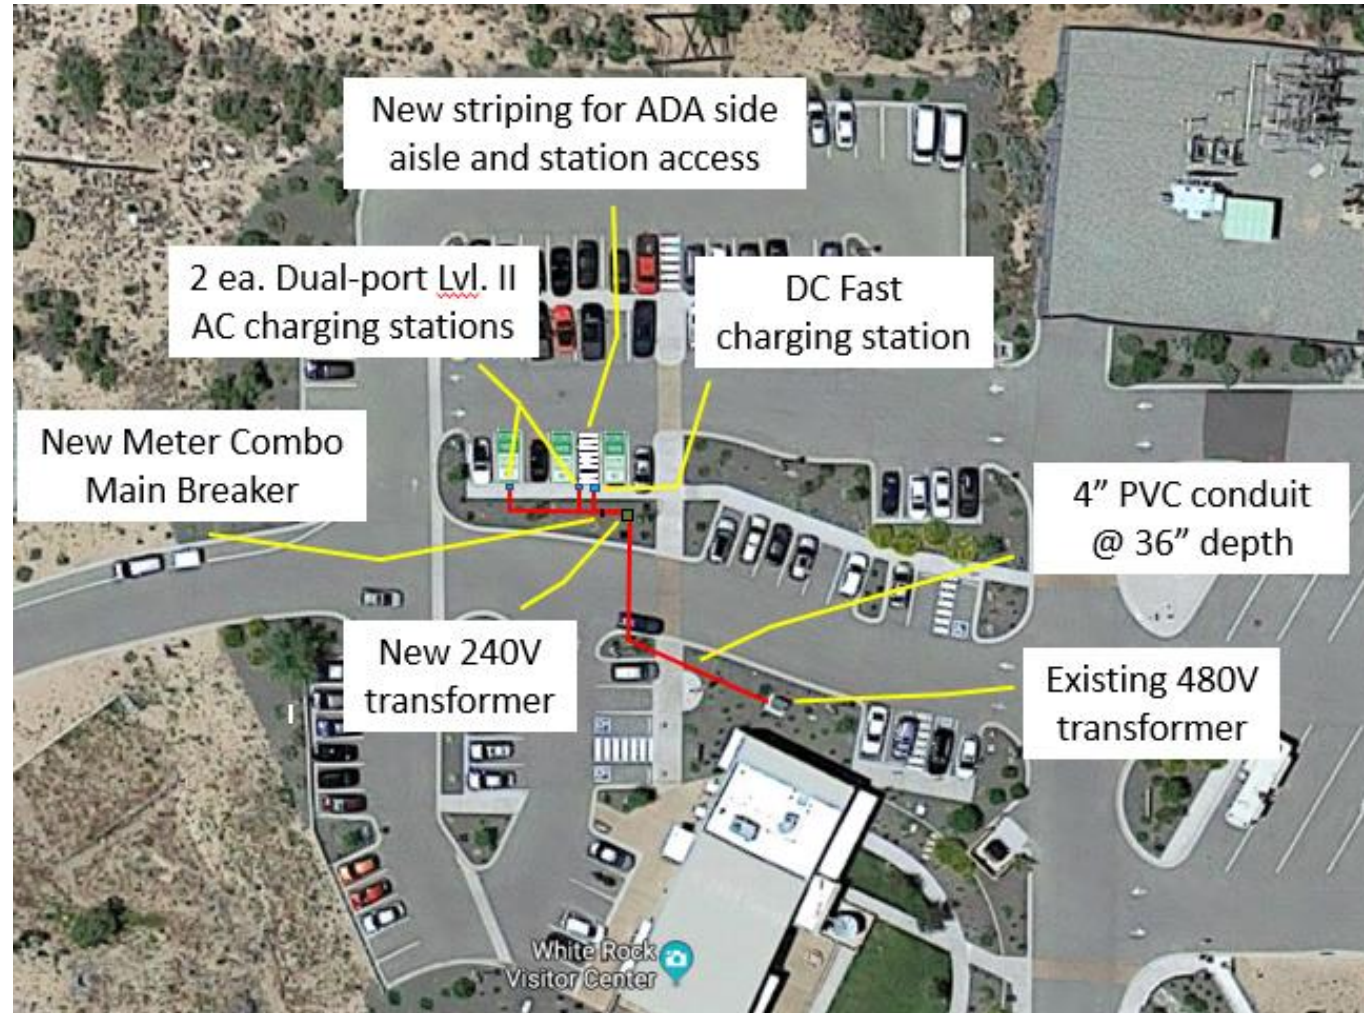 New striping for ADA side
aisle and station access
2 ea. Dual-port Lvl. II
AC charging stations
DC Fast
charging station
New Meter Combo
Main Breaker
4” PVC conduit
@ 36” depth
New 240V
transformer
Existing 480V
transformer
White Rock
Visitor Center